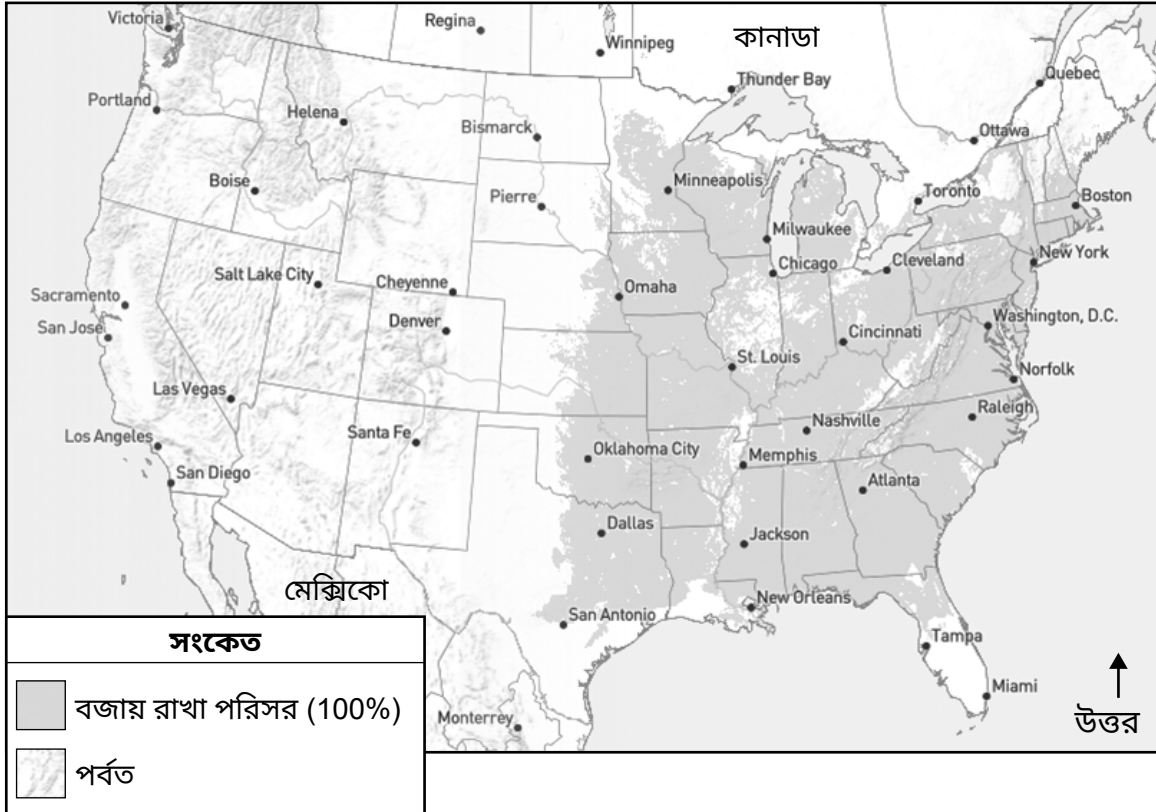 Victoria
Regina
Winnipeg
কানাডা
Thunder Bay
Quebec
Portland
Helena
Bismarck
Ottawa
Boise
Pierre
Minneapolis
Toronto
Boston
Milwaukee
Salt Lake City
Cheyenne
Chicago
Cleveland
New York
Sacramento
Omaha
San Jose
Denver
Cincinnati
Washington, D.C.
St. Louis
Las Vegas
Norfolk
Nashville
Raleigh
Los Angeles
Santa Fe
Oklahoma City
Memphis
San Diego
Atlanta
Dallas
Jackson
মেক্সিকো
New Orleans
San Antonio
Tampa
Miami
Monterrey
উত্তর
সংকেত
বজায় রাখা পরিসর (100%)
পর্বত